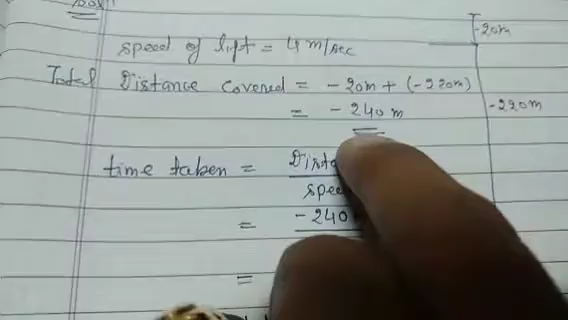 -20m
speed of lift = 4 m/sec
Total Distance covered = -20m + (-220m)
= -240 m
-220m
time taken =
= -240
=